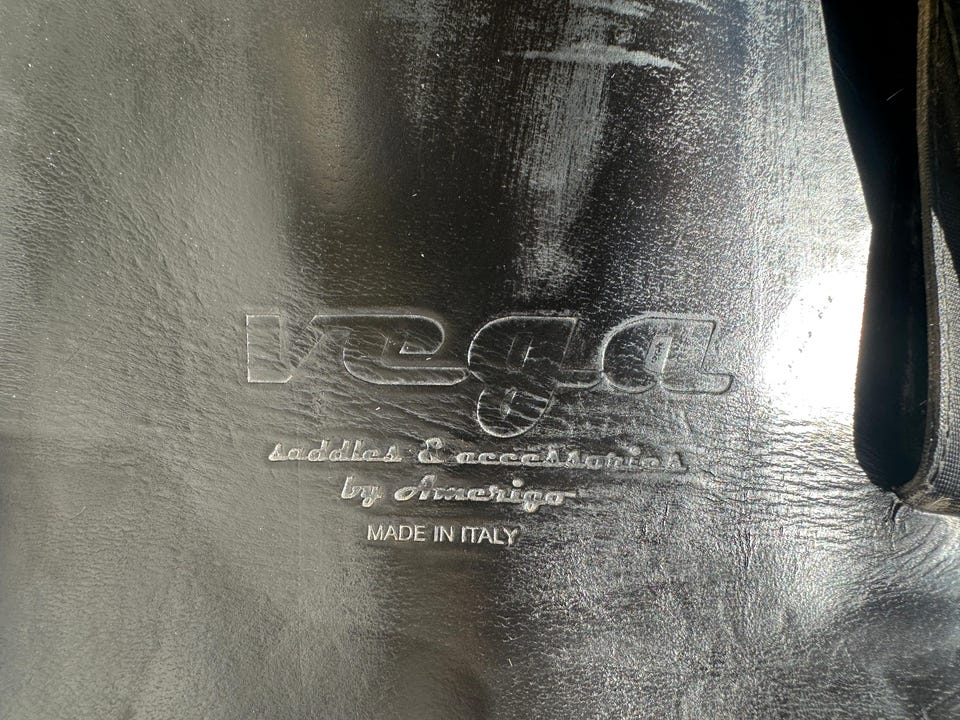 vega
saddles & accessories
by Amerigo
MADE IN ITALY